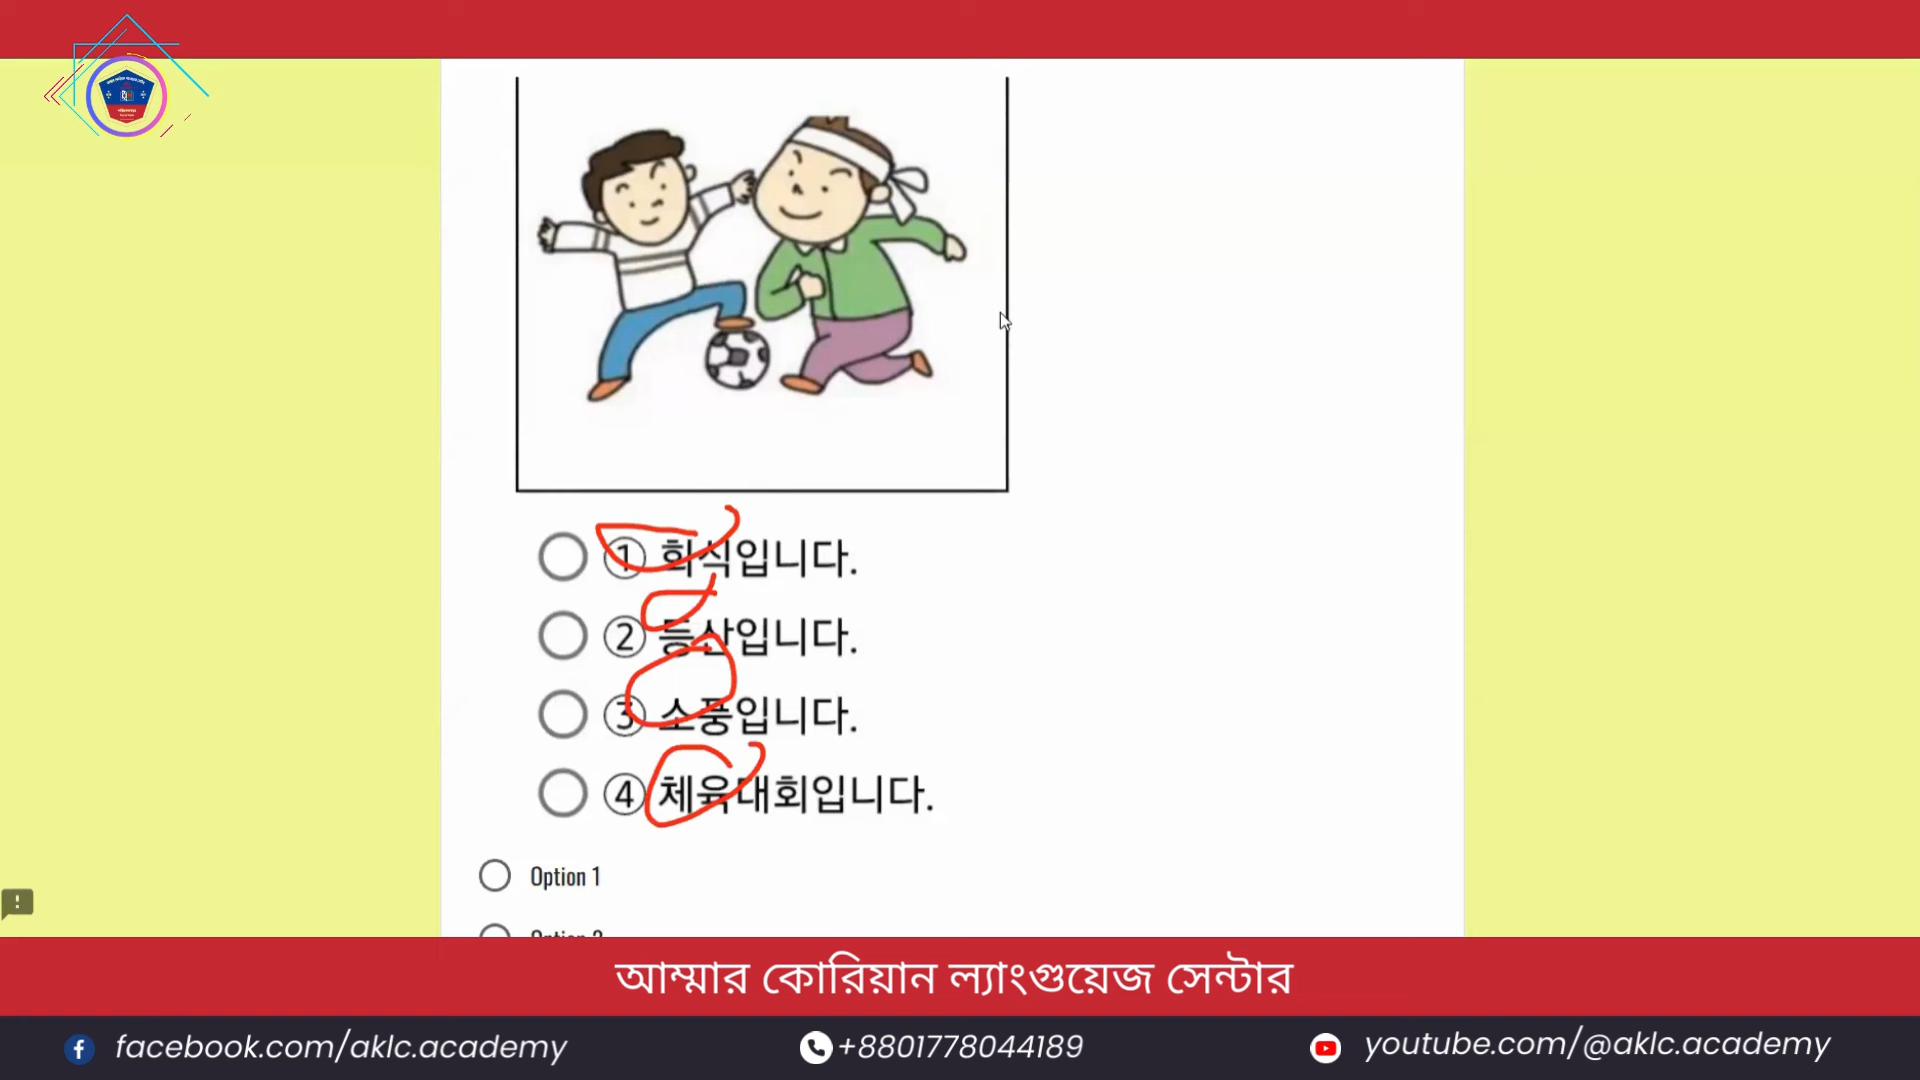 ① 회식입니다.
② 등산입니다.
③ 소풍입니다.
④ 체육대회입니다.
Option 1
Option 2
আম্মার কোরিয়ান ল্যাংগুয়েজ সেন্টার
facebook.com/aklc.academy
+8801778044189
youtube.com/@aklc.academy